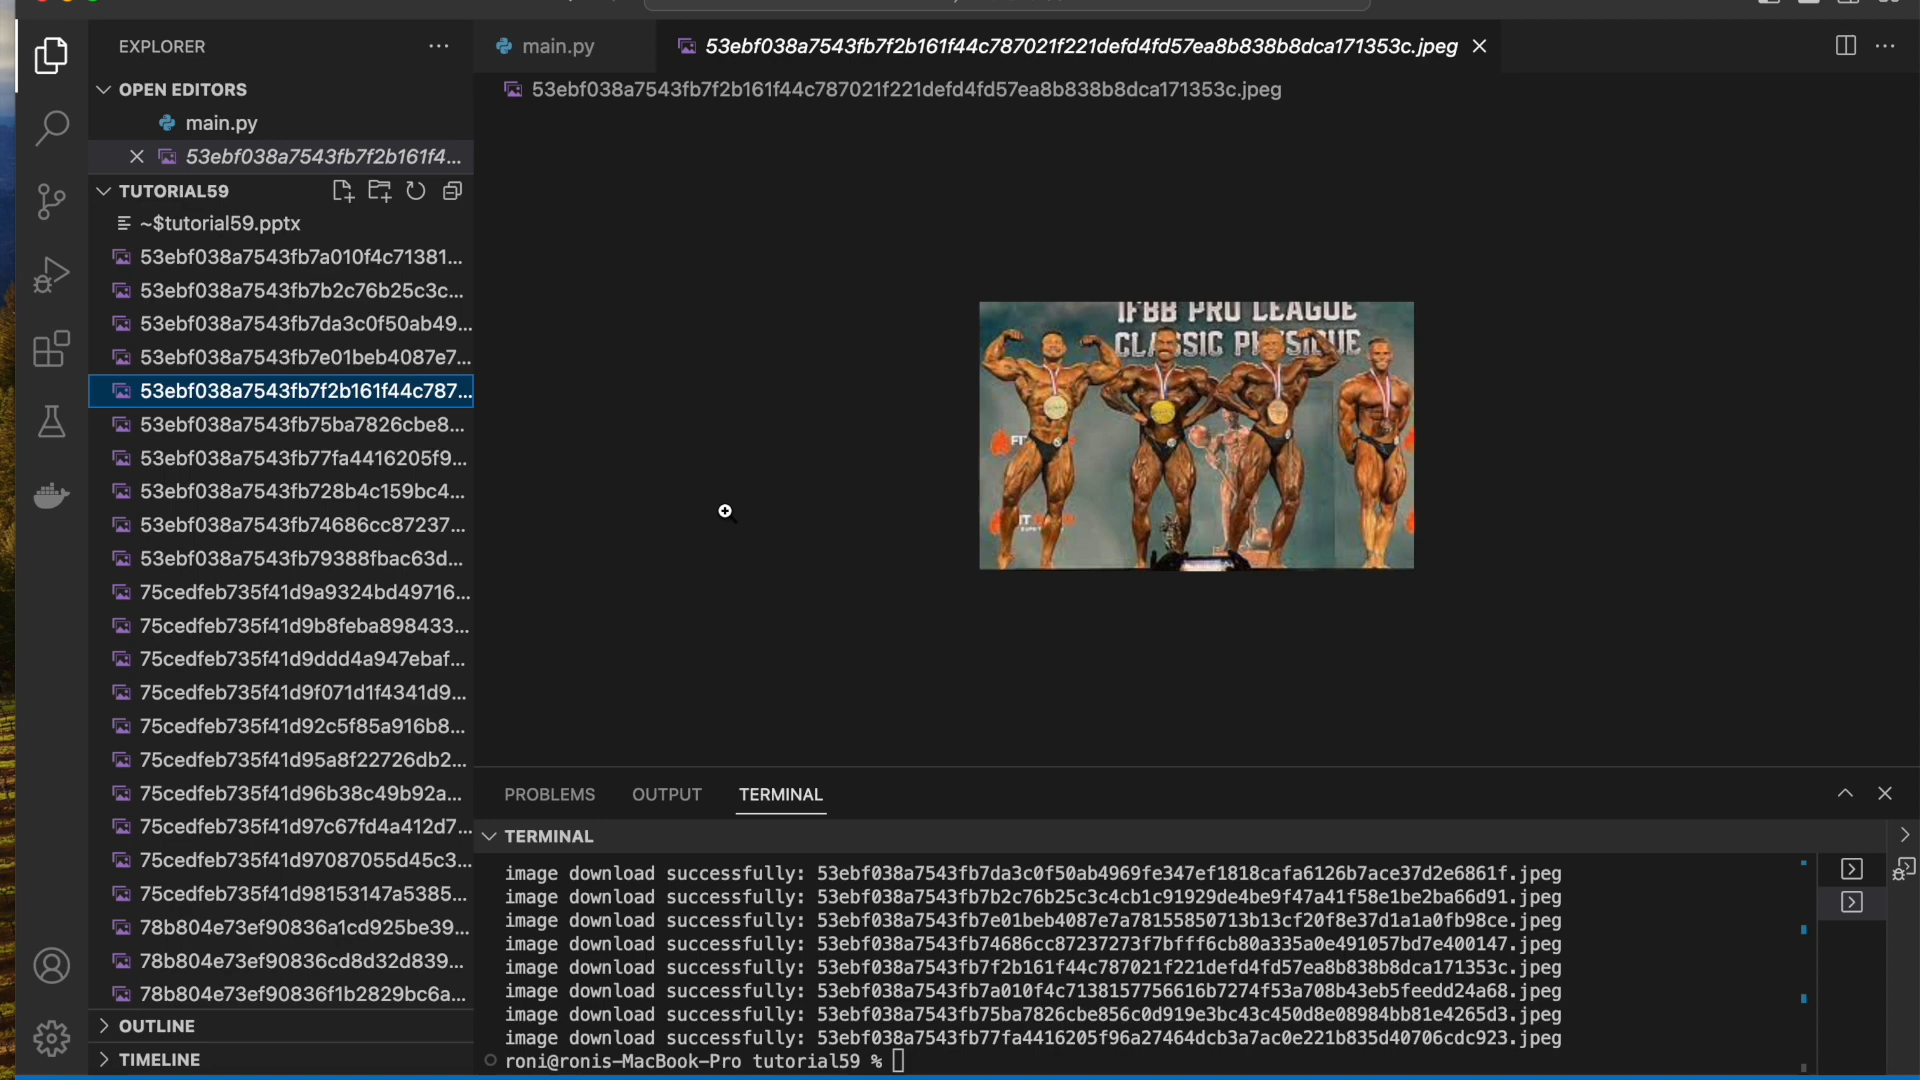 EXPLORER
OPEN EDITORS
main.py
53ebf038a7543fb7f2b161f4...
TUTORIAL59
~$tutorial59.pptx
53ebf038a7543fb7a010f4c71381...
53ebf038a7543fb7b2c76b25c3c...
53ebf038a7543fb7da3c0f50ab49...
53ebf038a7543fb7e01beb4087e7...
53ebf038a7543fb7f2b161f44c787...
53ebf038a7543fb75ba7826cbe8...
53ebf038a7543fb77fa4416205f9...
53ebf038a7543fb728b4c159bc4...
53ebf038a7543fb74686cc87237...
53ebf038a7543fb79388fbac63d...
75cedfeb735f41d9a9324bd49716...
75cedfeb735f41d9b8feba898433...
75cedfeb735f41d9ddd4a947ebaf...
75cedfeb735f41d9f071d1f4341d9...
75cedfeb735f41d92c5f85a916b8...
75cedfeb735f41d95a8f22726db2...
75cedfeb735f41d96b38c49b92a...
75cedfeb735f41d97c67fd4a412d7...
75cedfeb735f41d97087055d45c3...
75cedfeb735f41d98153147a5385...
78b804e73ef90836a1cd925be39...
78b804e73ef90836cd8d32d839...
78b804e73ef90836f1b2829bc6a...
OUTLINE
TIMELINE
main.py
53ebf038a7543fb7f2b161f44c787021f221defd4fd57ea8b838b8dca171353c.jpeg
53ebf038a7543fb7f2b161f44c787021f221defd4fd57ea8b838b8dca171353c.jpeg
IFBB PRO LEAGUE
CLASSIC PHYSIQUE
PROBLEMS OUTPUT TERMINAL
TERMINAL
image download successfully: 53ebf038a7543fb7da3c0f50ab4969fe347ef1818cafa6126b7ace37d2e6861f.jpeg
image download successfully: 53ebf038a7543fb7b2c76b25c3c4cb1c91929de4be9f47a41f58e1be2ba66d91.jpeg
image download successfully: 53ebf038a7543fb7e01beb4087e7a78155850713b13cf20f8e37d1a1a0fb98ce.jpeg
image download successfully: 53ebf038a7543fb74686cc87237273f7bfff6cb80a335a0e491057bd7e400147.jpeg
image download successfully: 53ebf038a7543fb7f2b161f44c787021f221defd4fd57ea8b838b8dca171353c.jpeg
image download successfully: 53ebf038a7543fb7a010f4c7138157756616b7274f53a708b43eb5feedd24a68.jpeg
image download successfully: 53ebf038a7543fb75ba7826cbe856c0d919e3bc43c450d8e08984bb81e4265d3.jpeg
image download successfully: 53ebf038a7543fb77fa4416205f96a27464dcb3a7ac0e221b835d40706cdc923.jpeg
roni@ronis-MacBook-Pro tutorial59 %